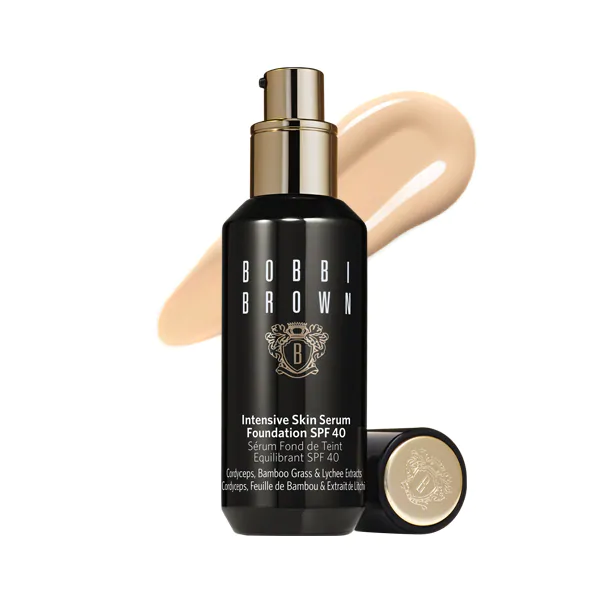 BOBBI
BROWN
B
Intensive Skin Serum
Foundation SPF 40
Sérum Fond de Teint
Equilibrant SPF 40
Cordyceps, Bamboo Grass & Lychee Extracts
Cordyceps, Feuille de Bambou & Extrait de Litchi